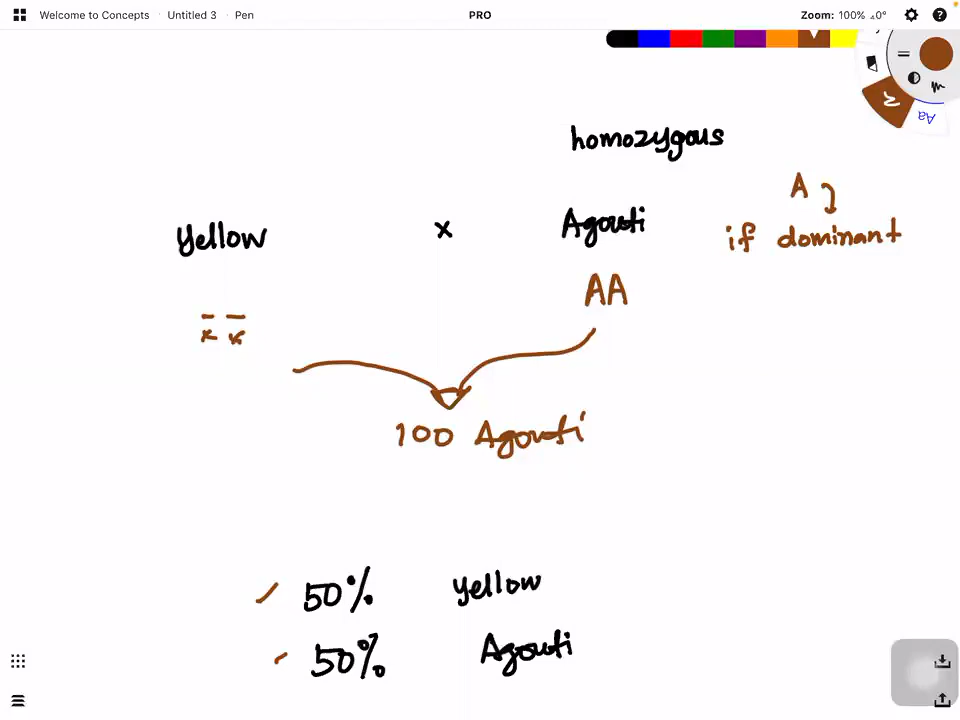 Welcome to Concepts Untitled 3 Pen PRO Zoom: 100% 0°
Aa
homozygous
A
Yellow x Agouti
if dominant
AA
100 Agouti
50% yellow
50% Agouti